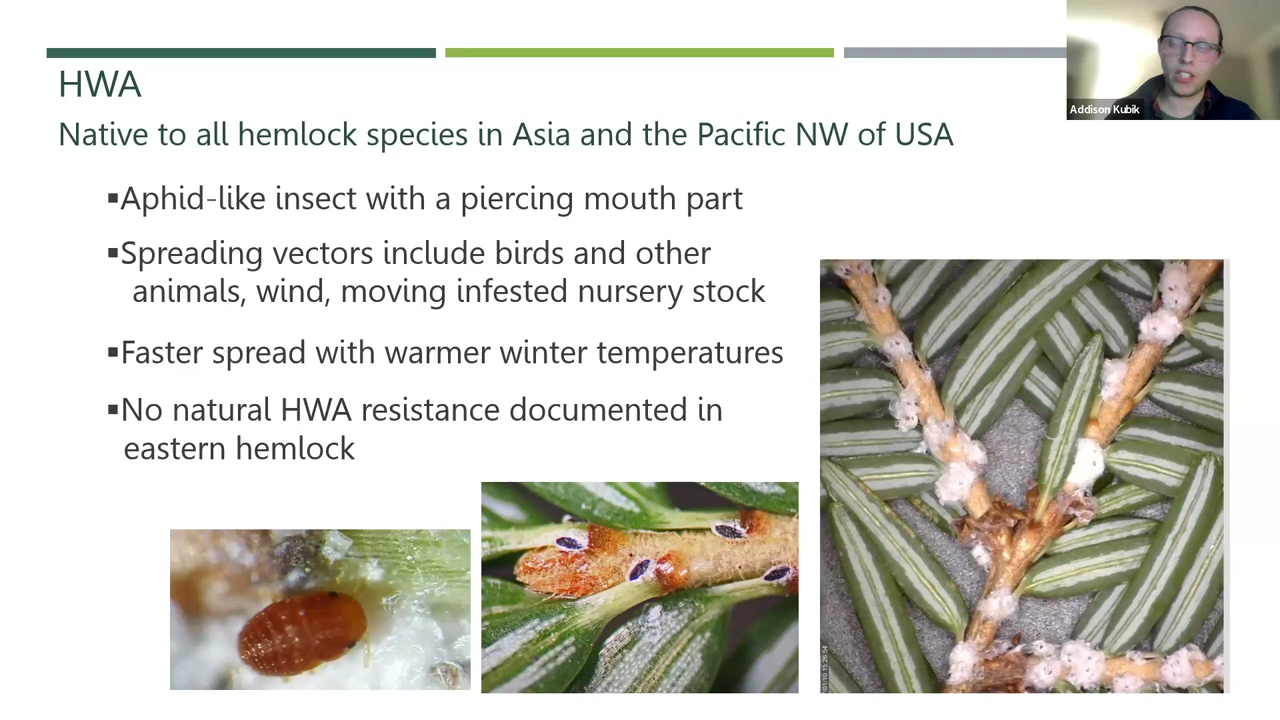 HWA
Native to all hemlock species in Asia and the Pacific NW of USA
▪Aphid-like insect with a piercing mouth part
▪Spreading vectors include birds and other
animals, wind, moving infested nursery stock
▪Faster spread with warmer winter temperatures
▪No natural HWA resistance documented in
eastern hemlock
Addison Kubik